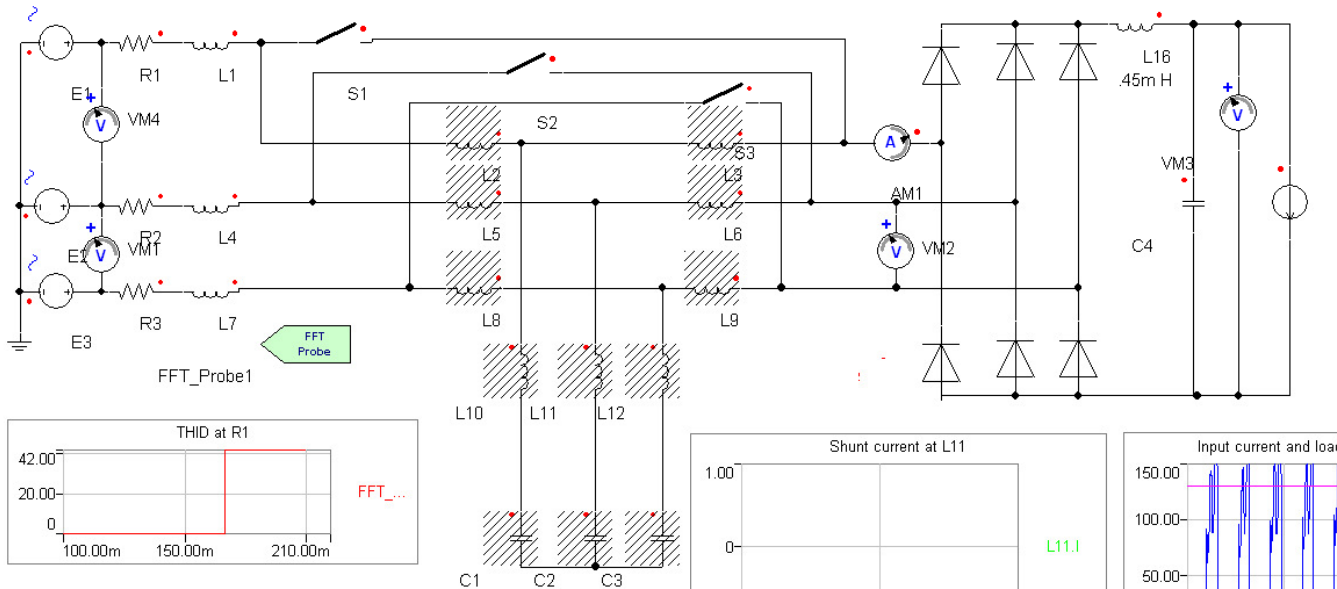 R1
L1
E1
VM4
S1
S2
L16
.45m H
L2
S3
L3
VM3
AM1
R2
L4
E2
VM1
L5
L6
VM2
C4
R3
L7
E3
L8
L9
FFT
Probe
FFT_Probe1
L10
L11
L12
THID at R1
42.00
20.00
0
100.00m
150.00m
210.00m
FFT_...
C1
C2
C3
Shunt current at L11
1.00
0
L11.I
Input current and loa
150.00
100.00
50.00
V
V
V
V
A